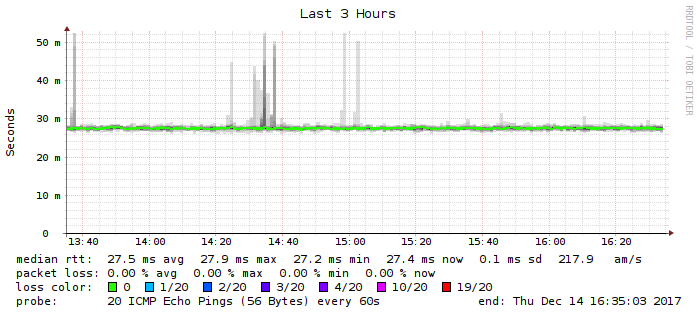 Last 3 Hours
RRDTOOL / TOBI OETIKER
Seconds
50 m
40 m
30 m
20 m
10 m
0
13:40 14:00 14:20 14:40 15:00 15:20 15:40 16:00 16:20
median rtt: 27.5 ms avg 27.9 ms max 27.2 ms min 27.4 ms now 0.1 ms sd 217.9 am/s
packet loss: 0.00 % avg 0.00 % max 0.00 % min 0.00 % now
loss color: 0 1/20 2/20 3/20 4/20 10/20 19/20
probe: 20 ICMP Echo Pings (56 Bytes) every 60s end: Thu Dec 14 16:35:03 2017